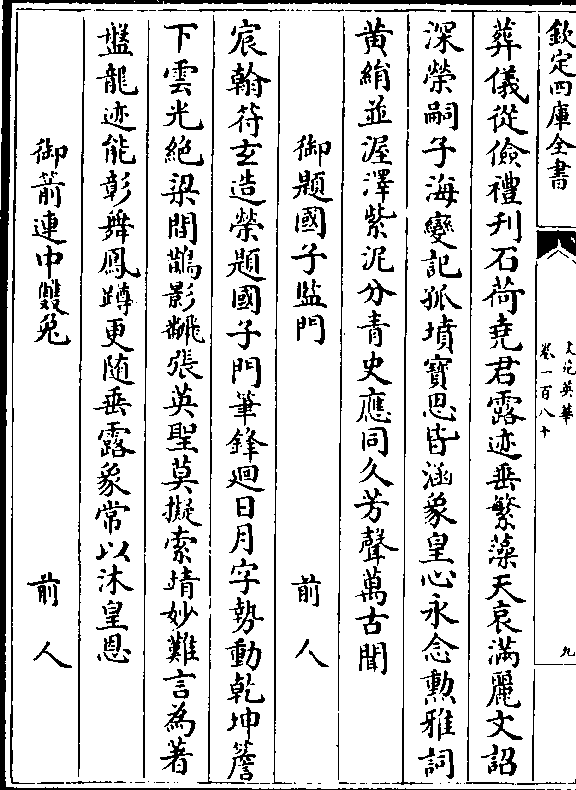 欽定四庫全書
文苑英華
卷一百八十
九
葬儀從儉禮刋石荷堯君露迹垂繁藻天哀滿麗文詔
深榮嗣子海變記孤墳寶思皆涵象皇心永念勲雅詞
黄絹並渥澤紫泥分青史應同久芳聲萬古聞
御題國子監門 前人
宸翰符玄造榮題國子門筆鋒廻日月字勢動乾坤簷
下雲光絶梁間鵲影飜張英聖莫擬索靖妙難言為著
盤龍迹能彰舞鳳蹲更随垂露象常以沐皇恩
御箭連中雙兎 前人